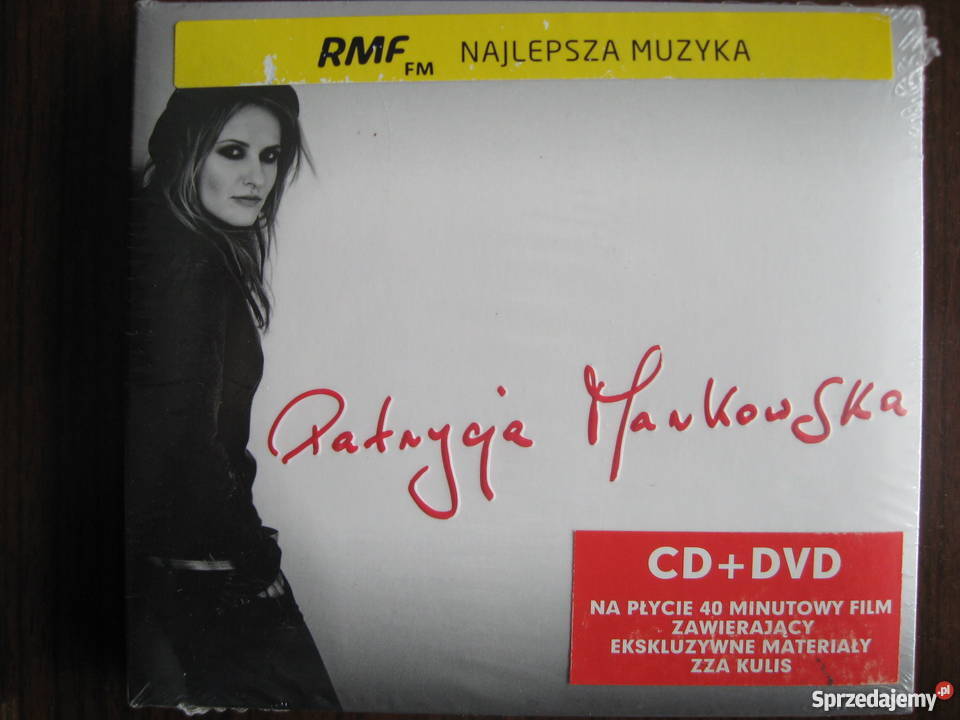 RMF FM NAJLEPSZA MUZYKA
Patrycja Markowska
CD+DVD
NA PŁYCIE 40 MINUTOWY FILM
ZAWIERAJĄCY
EKSKLUZYWNE MATERIAŁY
ZZA KULIS
Sprzedajemy.pl